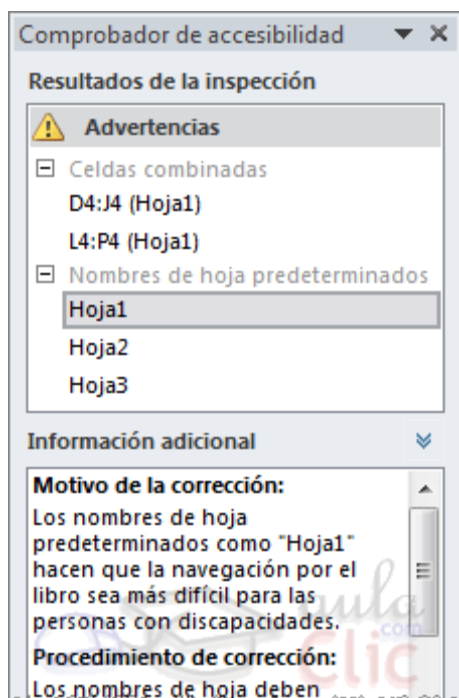 Comprobador de accesibilidad
Resultados de la inspección
Advertencias
Celdas combinadas
D4:J4 (Hoja1)
L4:P4 (Hoja1)
Nombres de hoja predeterminados
Hoja1
Hoja2
Hoja3
Información adicional
Motivo de la corrección:
Los nombres de hoja
predeterminados como "Hoja1"
hacen que la navegación por el
libro sea más difícil para las
personas con discapacidades.
aula
.com
Clic
Procedimiento de corrección:
Los nombres de hoja deben